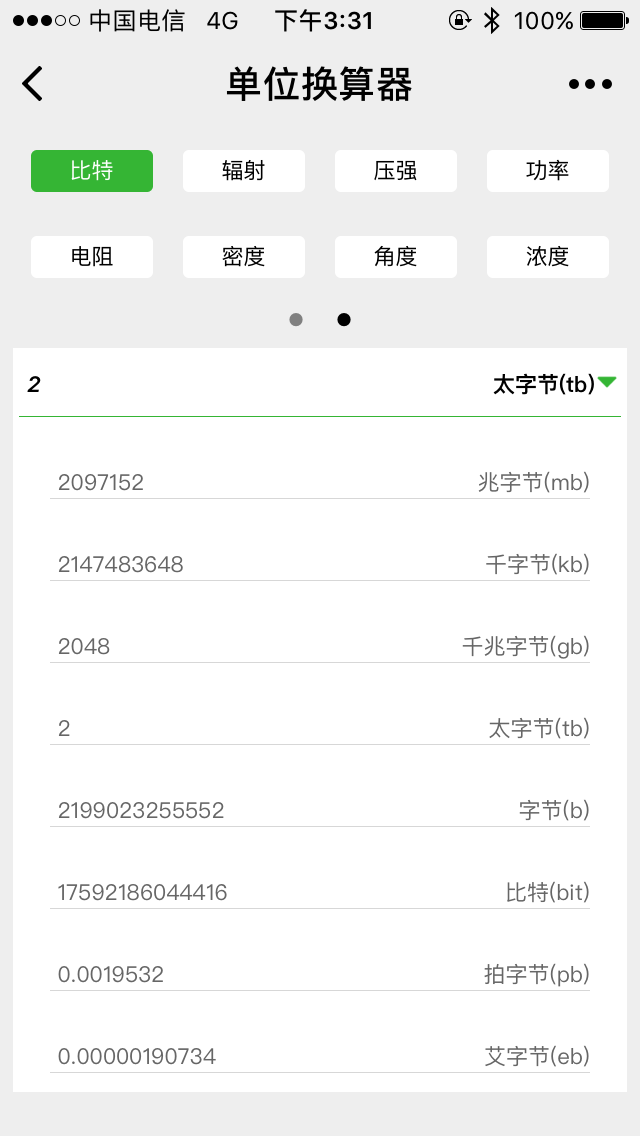 中国电信 4G 下午3:31 100%
单位换算器
比特 辐射 压强 功率
电阻 密度 角度 浓度
2 太字节(tb)
2097152 兆字节(mb)
2147483648 千字节(kb)
2048 千兆字节(gb)
2 太字节(tb)
2199023255552 字节(b)
17592186044416 比特(bit)
0.0019532 拍字节(pb)
0.00000190734 艾字节(eb)